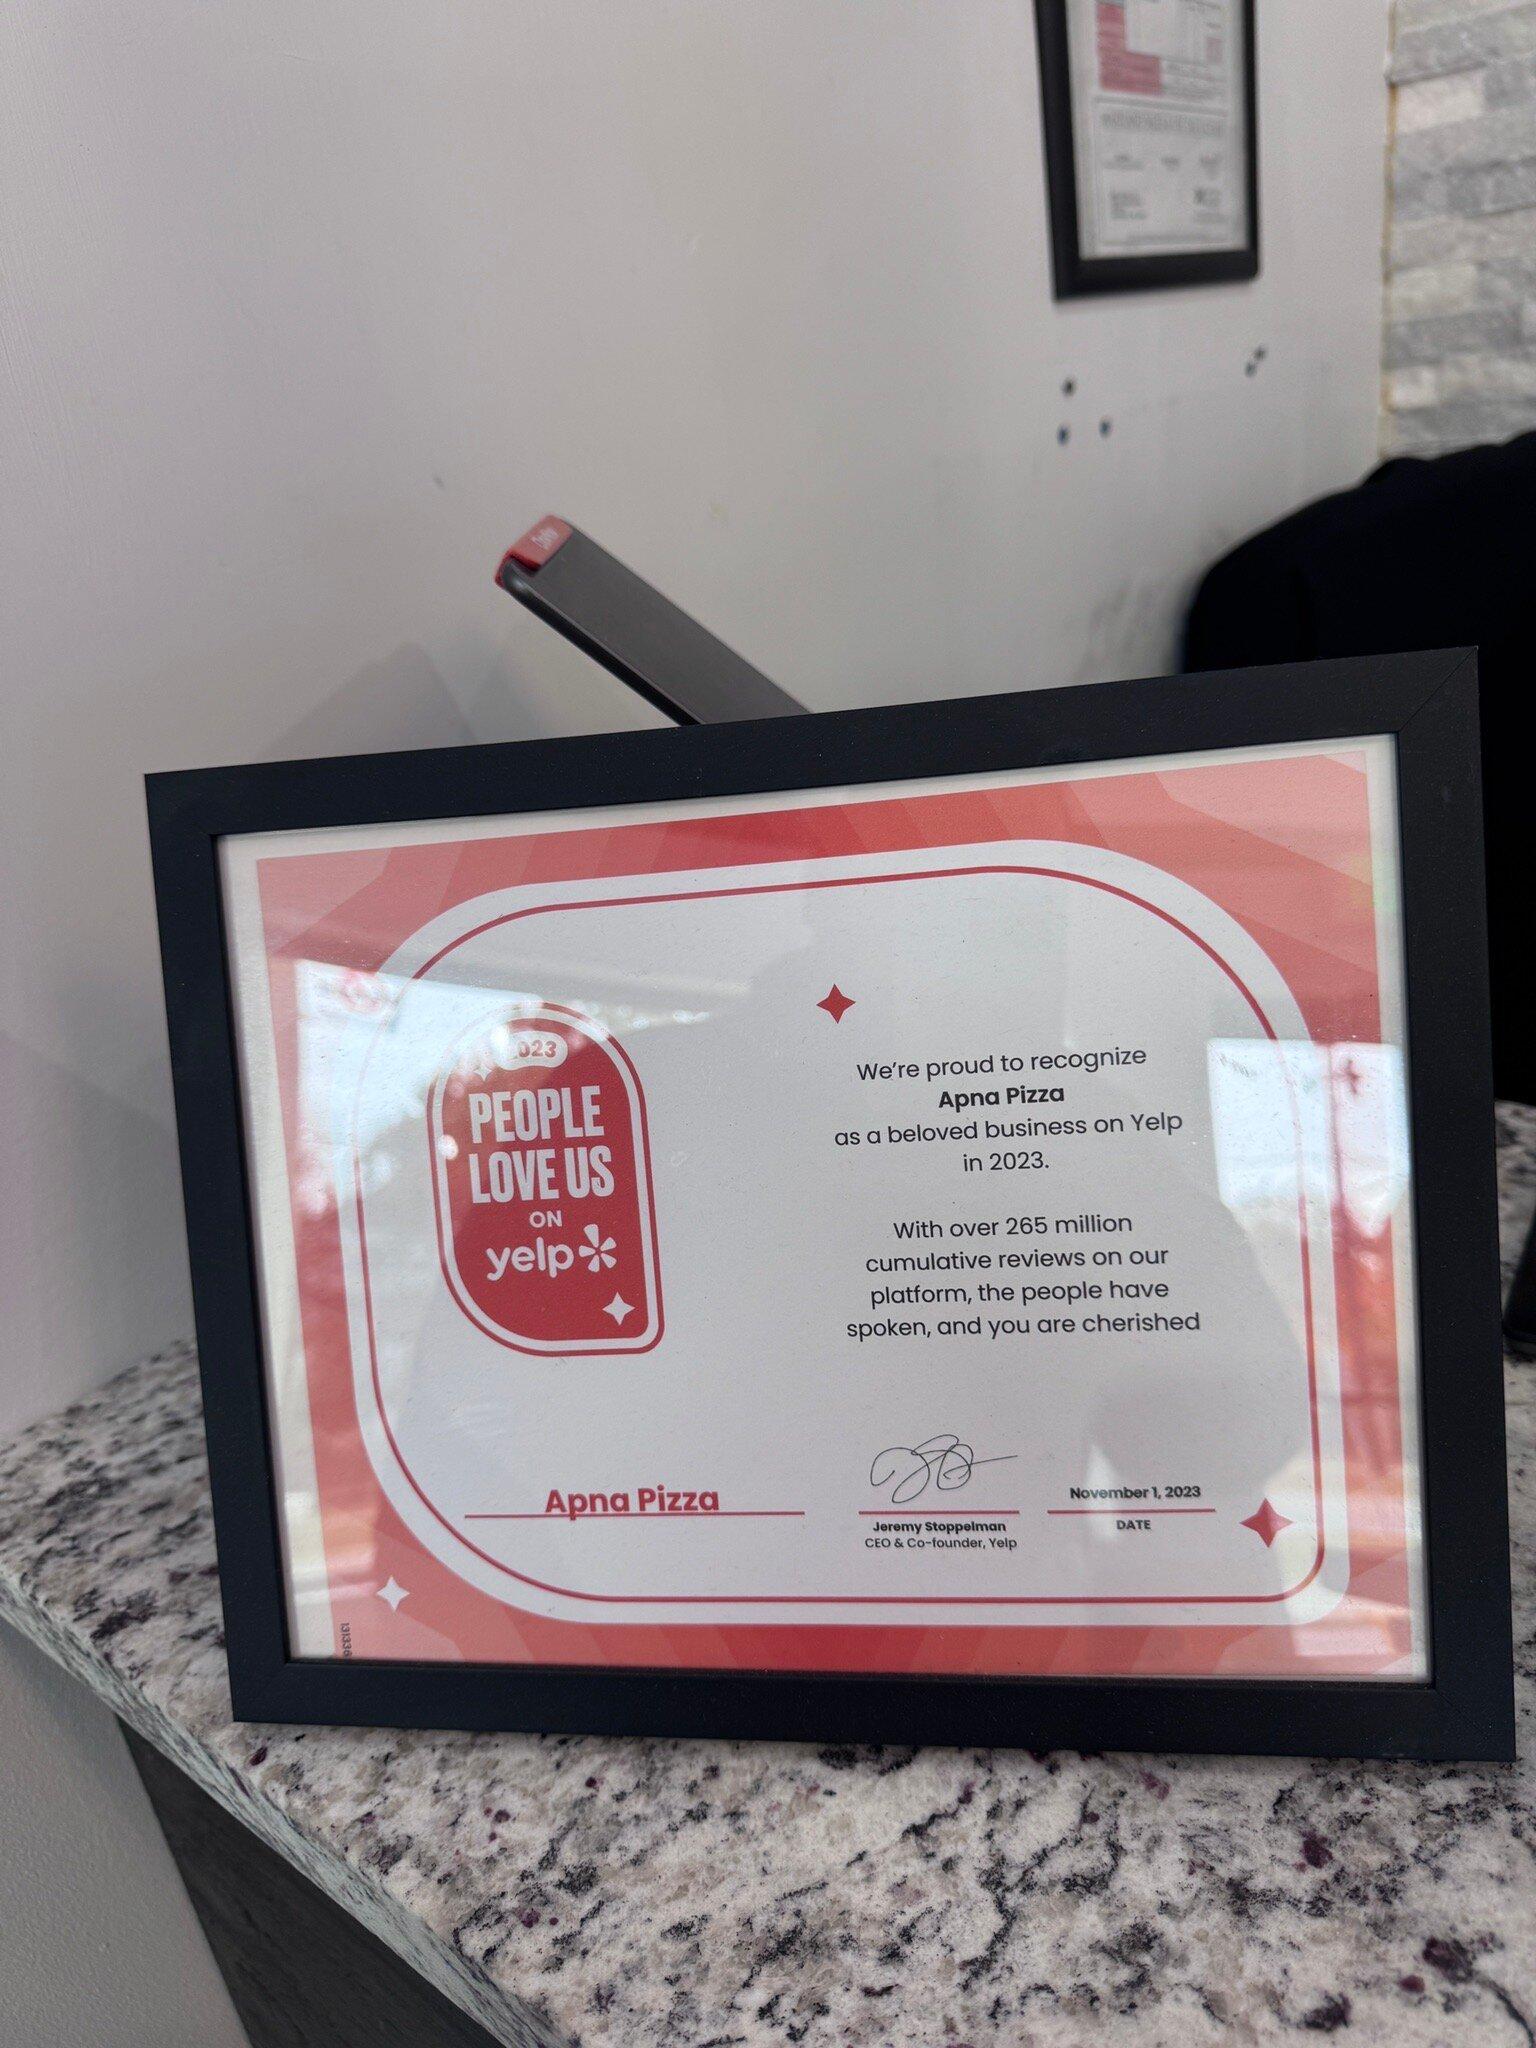 2023
PEOPLE
LOVE US
ON
yelp
We're proud to recognize
Apna Pizza
as a beloved business on Yelp
in 2023.
With over 265 million
cumulative reviews on our
platform, the people have
spoken, and you are cherished
Apna Pizza
Jeremy Stoppelman
CEO & Co-founder, Yelp
November 1, 2023
DATE
131336